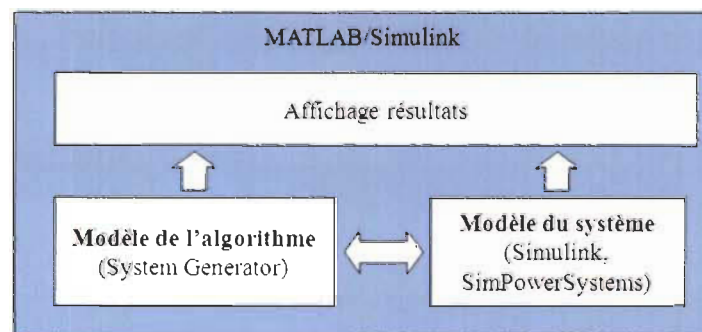 MATLAB/Simulink
Affichage résultats
Modèle de l'algorithme
(System Generator)
Modèle du système
(Simulink,
SimPowerSystems)